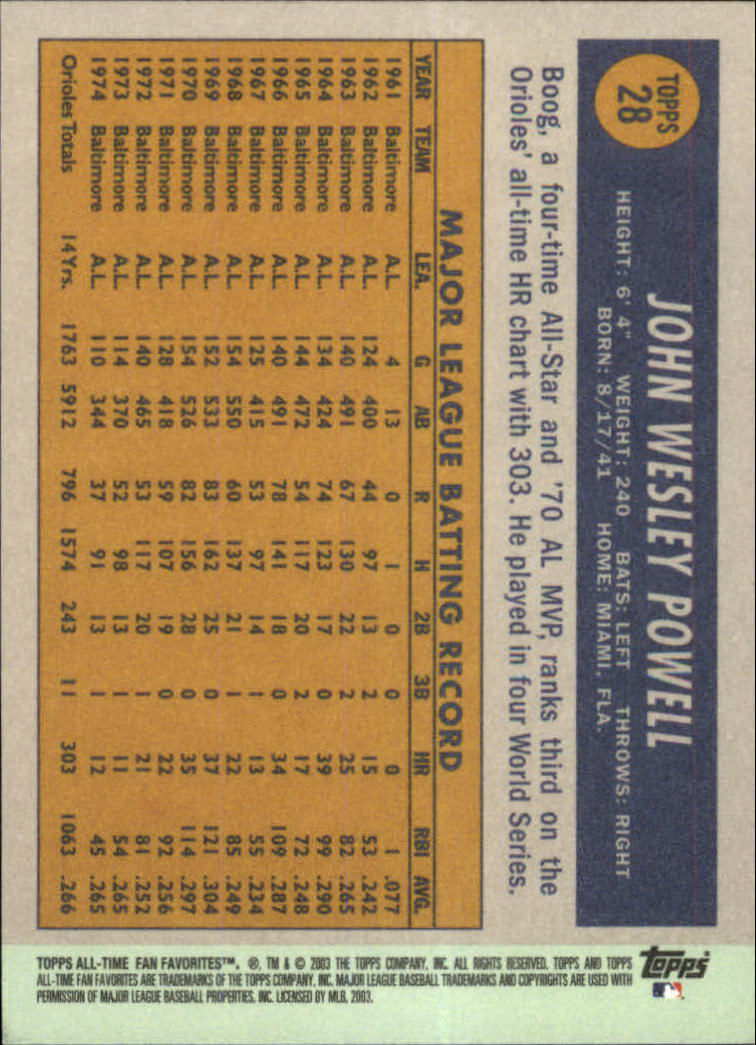 TOPPS
28
JOHN WESLEY POWELL
HEIGHT: 6' 4" WEIGHT: 240 BATS: LEFT THROWS: RIGHT
BORN: 8/17/41 HOME: MIAMI, FLA.
Boog, a four-time All-Star and '70 AL MVP, ranks third on the
Orioles' all-time HR chart with 303. He played in four World Series.
MAJOR LEAGUE BATTING RECORD
YEAR TEAM LEA. G AB R H 2B 3B HR RBI AVG.
1961 Baltimore A.L. 4 13 0 1 0 0 0 1 .077
1962 Baltimore A.L. 124 400 44 97 13 2 15 53 .242
1963 Baltimore A.L. 140 491 67 130 22 2 25 82 .265
1964 Baltimore A.L. 134 424 74 123 17 0 39 99 .290
1965 Baltimore A.L. 144 472 54 117 20 2 17 72 .248
1966 Baltimore A.L. 140 491 78 141 18 0 34 109 .287
1967 Baltimore A.L. 125 415 53 97 14 1 13 55 .234
1968 Baltimore A.L. 154 550 60 137 21 1 22 85 .249
1969 Baltimore A.L. 152 533 83 162 25 0 37 121 .304
1970 Baltimore A.L. 154 526 82 156 28 0 35 114 .297
1971 Baltimore A.L. 128 418 59 107 19 0 22 92 .256
1972 Baltimore A.L. 140 465 53 117 20 1 21 81 .252
1973 Baltimore A.L. 114 370 52 98 13 1 11 54 .265
1974 Baltimore A.L. 110 344 37 91 13 1 12 45 .265
Orioles Totals 14 Yrs. 1763 5912 796 1574 243 11 303 1063 .266
topps
TOPPS ALL-TIME FAN FAVORITES™. ®, TM & © 2003 THE TOPPS COMPANY, INC. ALL RIGHTS RESERVED. TOPPS AND TOPPS
ALL-TIME FAN FAVORITES ARE TRADEMARKS OF THE TOPPS COMPANY, INC. MAJOR LEAGUE BASEBALL TRADEMARKS AND COPYRIGHTS ARE USED WITH
PERMISSION OF MAJOR LEAGUE BASEBALL PROPERTIES, INC. LICENSED BY MLB, 2003.